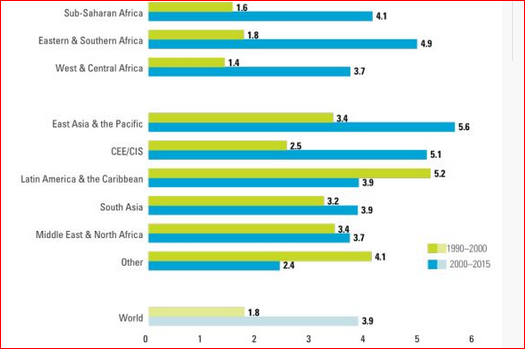 Sub-Saharan Africa 1.6 4.1
Eastern & Southern Africa 1.8 4.9
West & Central Africa 1.4 3.7
East Asia & the Pacific 3.4 5.6
CEE/CIS 2.5 5.1
Latin America & the Caribbean 5.2 3.9
South Asia 3.2 3.9
Middle East & North Africa 3.4 3.7
Other 4.1 2.4
1990–2000
2000–2015
World 1.8 3.9
0 1 2 3 4 5 6